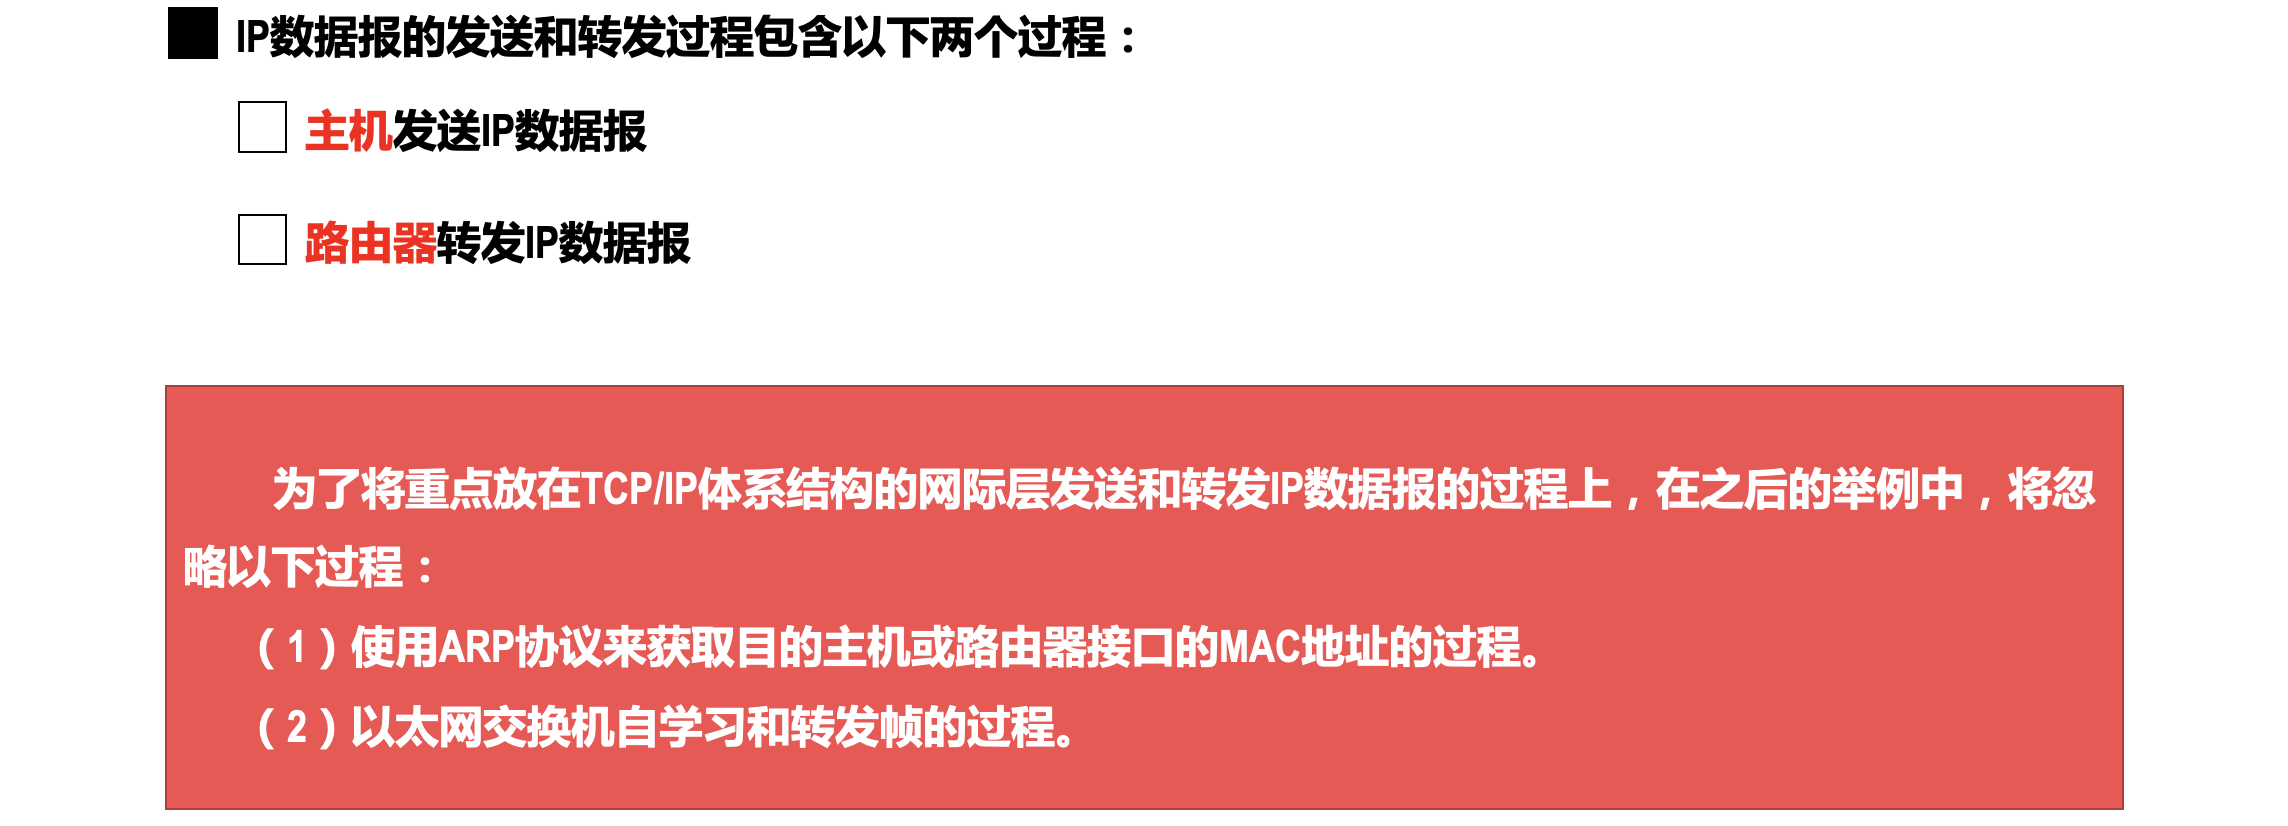 IP数据报的发送和转发过程包含以下两个过程：
主机发送IP数据报
路由器转发IP数据报
为了将重点放在TCP/IP体系结构的网际层发送和转发IP数据报的过程上，在之后的举例中，将忽
略以下过程：
（1）使用ARP协议来获取目的主机或路由器接口的MAC地址的过程。
（2）以太网交换机自学习和转发帧的过程。